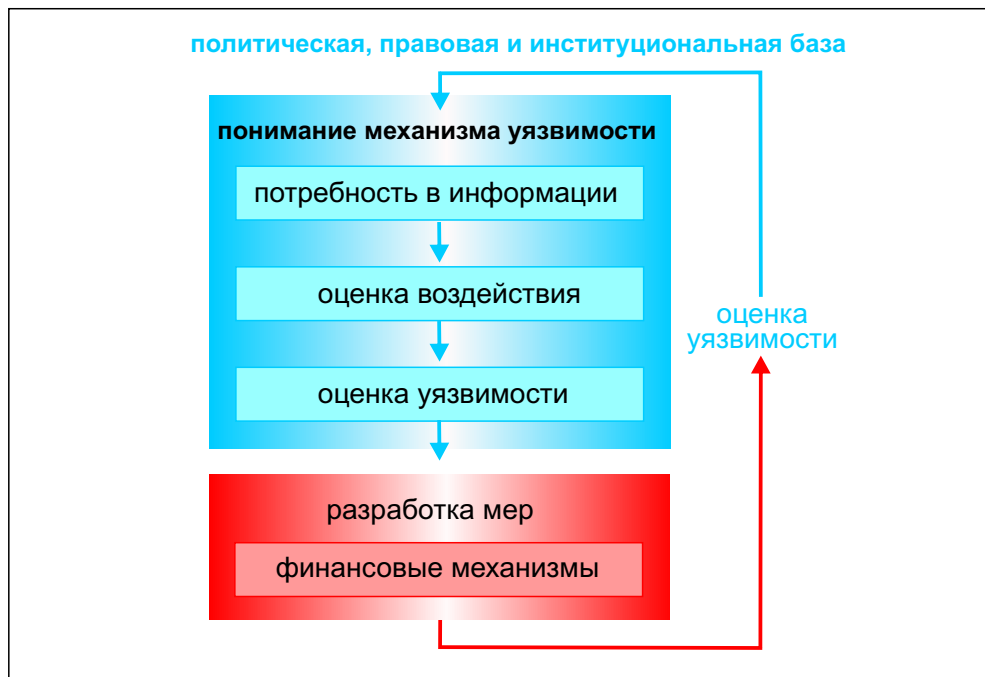 политическая, правовая и институциональная база
понимание механизма уязвимости
потребность в информации
оценка воздействия
оценка уязвимости
оценка
уязвимости
разработка мер
финансовые механизмы